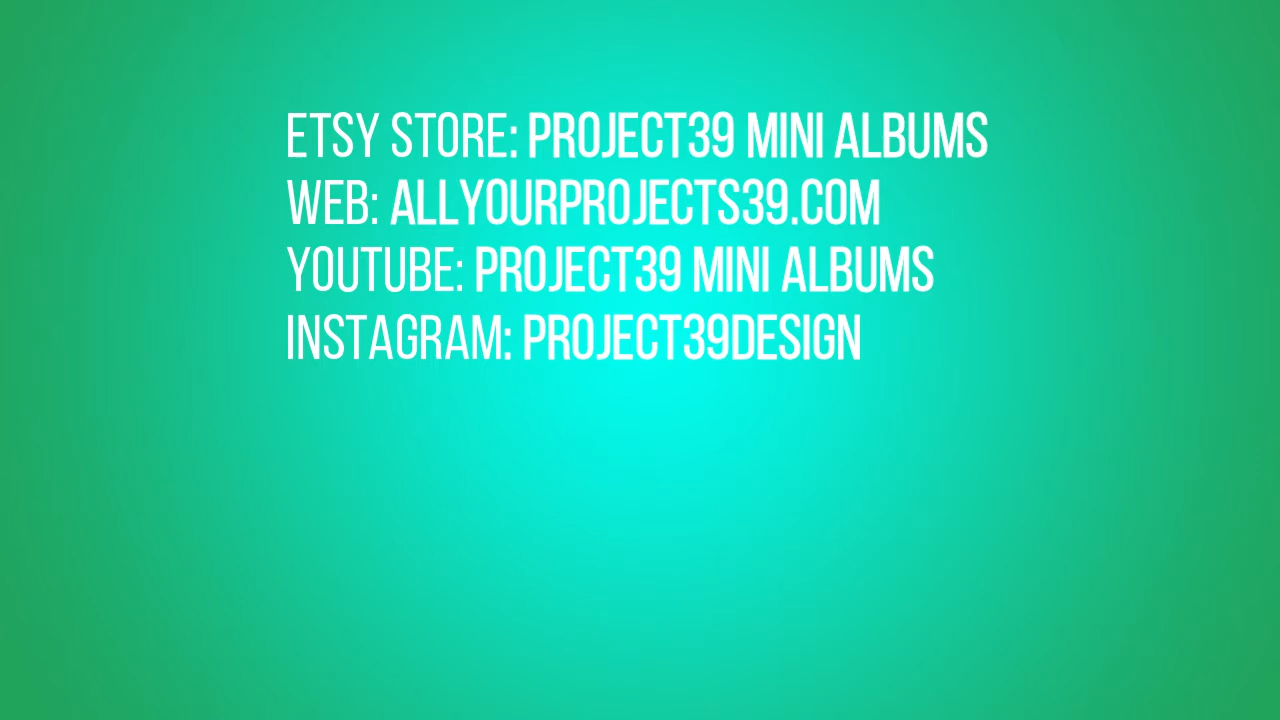 ETSY STORE: PROJECT39 MINI ALBUMS
WEB: ALLYOURPROJECTS39.COM
YOUTUBE: PROJECT39 MINI ALBUMS
INSTAGRAM: PROJECT39DESIGN